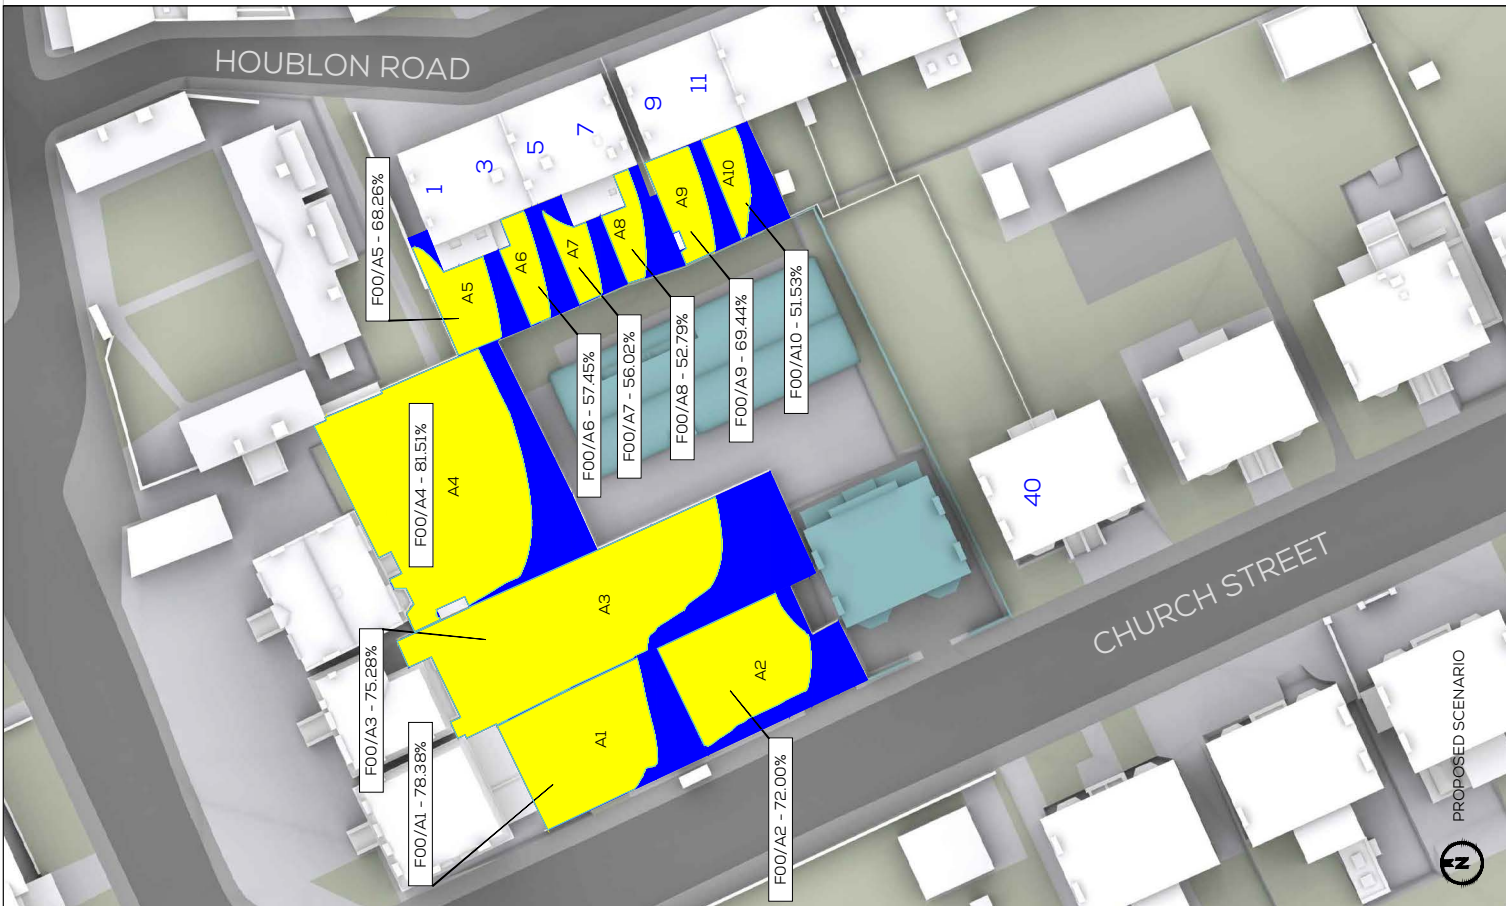 HOUBLON ROAD
1
3
5
7
9
11
F00/A5 - 68.26%
A5
A6
A7
A8
A9
A10
F00/A6 - 57.45%
F00/A7 - 56.02%
F00/A8 - 52.79%
F00/A9 - 69.44%
F00/A10 - 51.53%
F00/A4 - 81.51%
A4
A3
F00/A3 - 75.28%
F00/A1 - 78.38%
A1
A2
F00/A2 - 72.00%
40
CHURCH STREET
PROPOSED SCENARIO
N